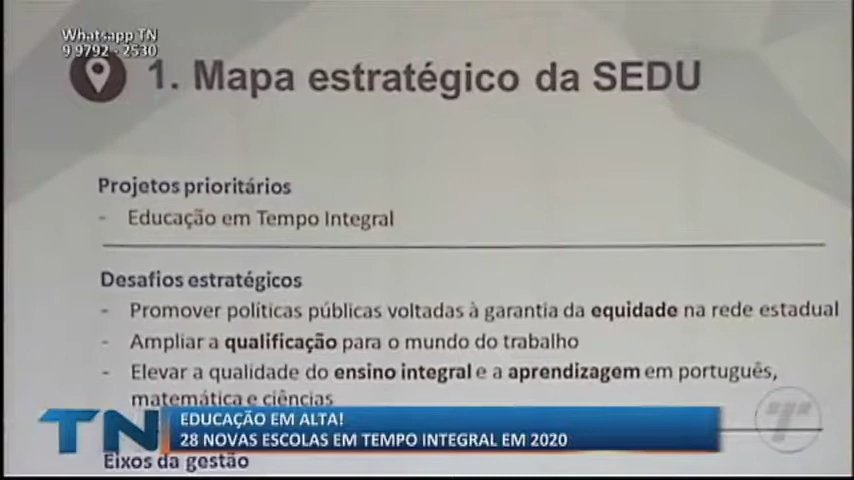 Whatsapp TN
9 9792 - 2530
1. Mapa estratégico da SEDU
Projetos prioritários
- Educação em Tempo Integral
Desafios estratégicos
- Promover políticas públicas voltadas à garantia da equidade na rede estadual
- Ampliar a qualificação para o mundo do trabalho
- Elevar a qualidade do ensino integral e a aprendizagem em português,
matemática e ciências
TN
EDUCAÇÃO EM ALTA!
28 NOVAS ESCOLAS EM TEMPO INTEGRAL EM 2020
Eixos da gestão